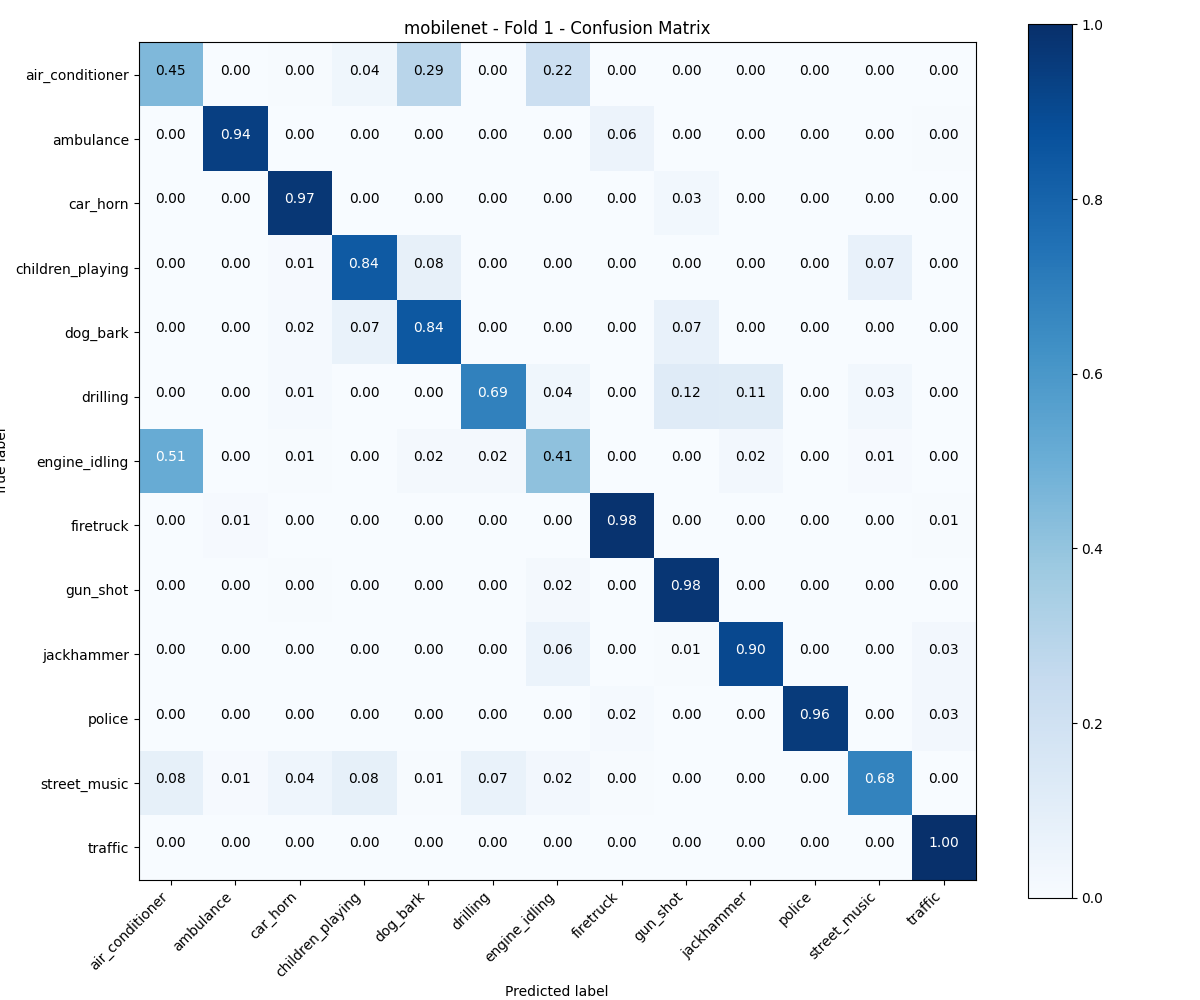 mobilenet - Fold 1 - Confusion Matrix
air_conditioner 0.45 0.00 0.00 0.04 0.29 0.00 0.22 0.00 0.00 0.00 0.00 0.00 0.00
ambulance 0.00 0.94 0.00 0.00 0.00 0.00 0.00 0.06 0.00 0.00 0.00 0.00 0.00
car_horn 0.00 0.00 0.97 0.00 0.00 0.00 0.00 0.00 0.03 0.00 0.00 0.00 0.00
children_playing 0.00 0.00 0.01 0.84 0.08 0.00 0.00 0.00 0.00 0.00 0.00 0.07 0.00
dog_bark 0.00 0.00 0.02 0.07 0.84 0.00 0.00 0.00 0.07 0.00 0.00 0.00 0.00
drilling 0.00 0.00 0.01 0.00 0.00 0.69 0.04 0.00 0.12 0.11 0.00 0.03 0.00
engine_idling 0.51 0.00 0.01 0.00 0.02 0.02 0.41 0.00 0.00 0.02 0.00 0.01 0.00
firetruck 0.00 0.01 0.00 0.00 0.00 0.00 0.00 0.98 0.00 0.00 0.00 0.00 0.01
gun_shot 0.00 0.00 0.00 0.00 0.00 0.00 0.02 0.00 0.98 0.00 0.00 0.00 0.00
jackhammer 0.00 0.00 0.00 0.00 0.00 0.00 0.06 0.00 0.01 0.90 0.00 0.00 0.03
police 0.00 0.00 0.00 0.00 0.00 0.00 0.00 0.02 0.00 0.00 0.96 0.00 0.03
street_music 0.08 0.01 0.04 0.08 0.01 0.07 0.02 0.00 0.00 0.00 0.00 0.68 0.00
traffic 0.00 0.00 0.00 0.00 0.00 0.00 0.00 0.00 0.00 0.00 0.00 0.00 1.00
air_conditioner
ambulance
car_horn
children_playing
dog_bark
drilling
engine_idling
firetruck
gun_shot
jackhammer
police
street_music
traffic
Predicted label
1.0
0.8
0.6
0.4
0.2
0.0